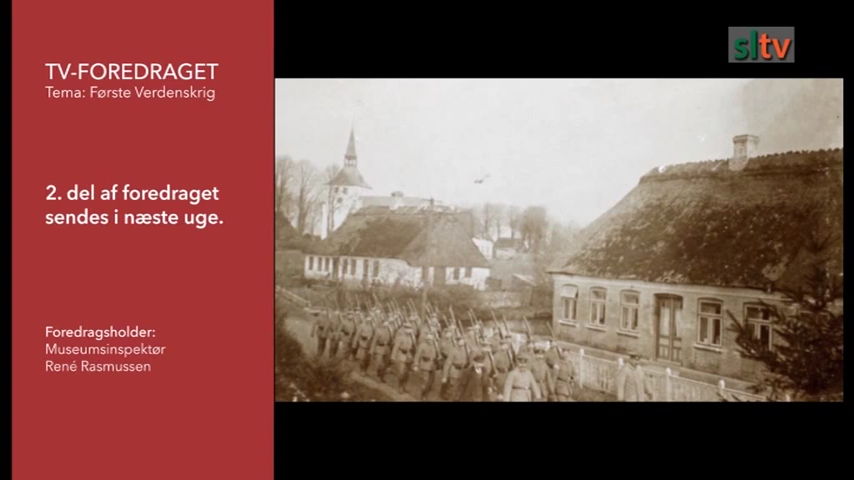 TV-FOREDRAGET
Tema: Første Verdenskrig
2. del af foredraget
sendes i næste uge.
Foredragsholder:
Museumsinspektør
René Rasmussen
sltv